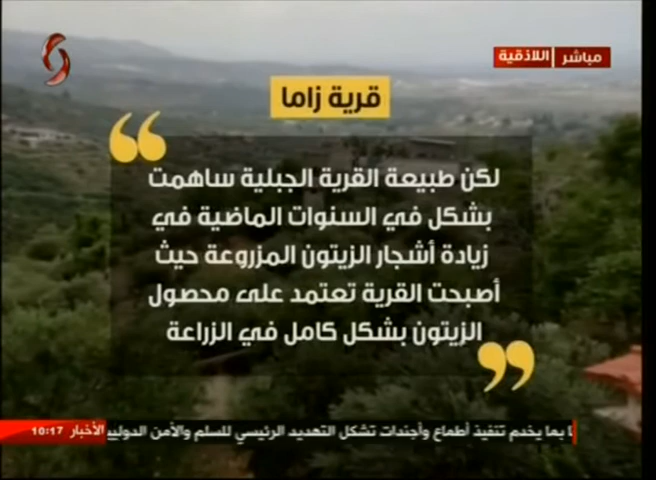 مباشر | اللاذقية
قرية زاما
لكن طبيعة القرية الجبلية ساهمت
بشكل في السنوات الماضية في
زيادة أشجار الزيتون المزروعة حيث
أصبحت القرية تعتمد على محصول
الزيتون بشكل كامل في الزراعة
10:17 الأخبار بما يخدم تنفيذ أطماع وأجندات تشكل التهديد الرئيسي للسلم والأمن الدوليين